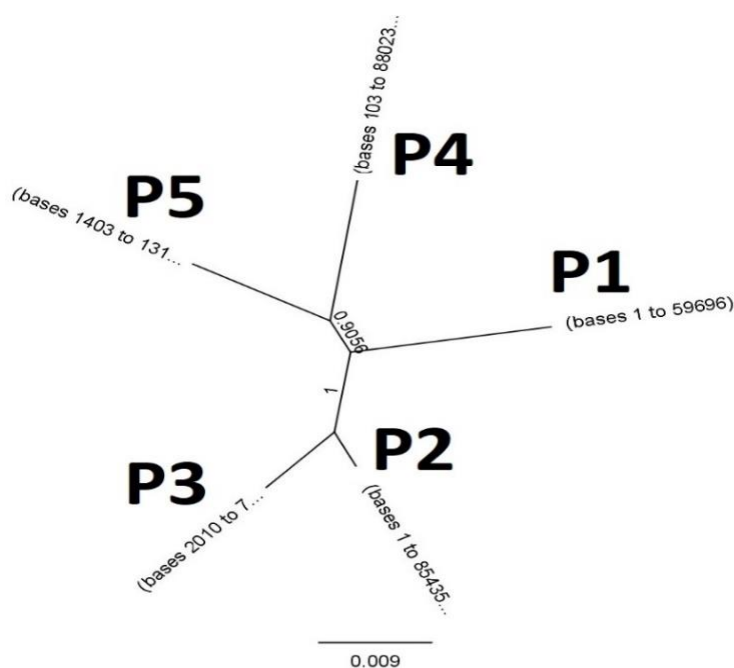 (bases 103 to 88023...
P4
P5
(bases 1403 to 131...
P1
(bases 1 to 59696)
0.9056
1
P2
P3
(bases 2010 to 7...
(bases 1 to 85435...
0.009